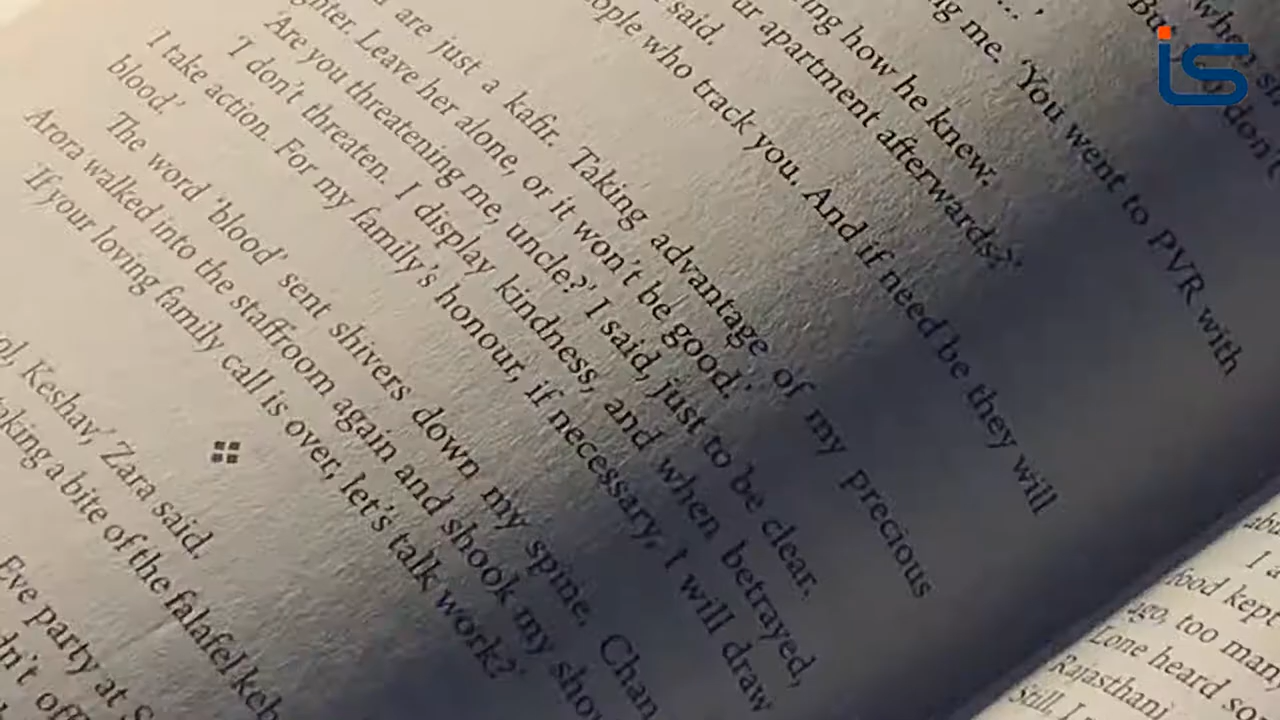 iS
when
But don't
'You went to PVR with
ing me.
ing how he knew.
ur apartment afterwards?'
said.
ople who track you. And if need be they will
are just a kafir. Taking advantage of my precious
ghter. Leave her alone, or it won't be good.'
Are you threatening me, uncle?' I said, just to be clear.
'I don't threaten. I display kindness, and when betrayed,
I take action. For my family's honour, if necessary, I will draw
blood.'
The word 'blood' sent shivers down my spine. Chan
Arora walked into the staffroom again and shook my shou
'If your loving family call is over, let's talk work?'
ol, Keshav,' Zara said.
taking a bite of the falafel keb
Eve party at S
dn't off
I a
food kept
ago, too many
Lone heard so
Rajasthani
Still, I